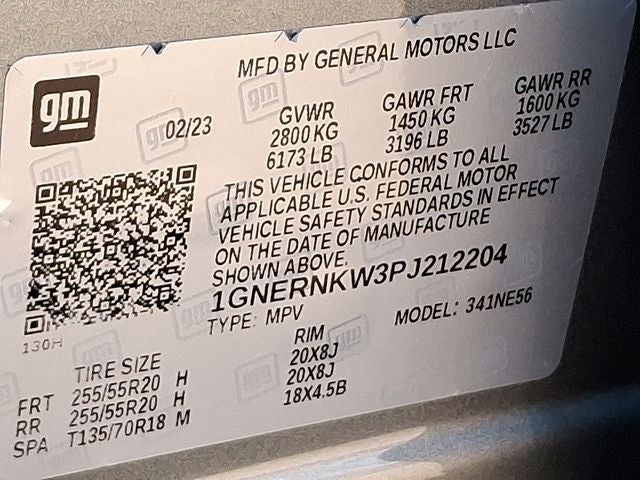 MFD BY GENERAL MOTORS LLC
gm
02/23
GVWR
2800 KG
6173 LB
GAWR FRT
1450 KG
3196 LB
GAWR RR
1600 KG
3527 LB
THIS VEHICLE CONFORMS TO ALL
APPLICABLE U.S. FEDERAL MOTOR
VEHICLE SAFETY STANDARDS IN EFFECT
ON THE DATE OF MANUFACTURE
SHOWN ABOVE.
1GNERNKW3PJ212204
TYPE: MPV MODEL: 341NE56
130H
TIRE SIZE RIM
FRT 255/55R20 H 20X8J
RR 255/55R20 H 20X8J
SPA T135/70R18 M 18X4.5B